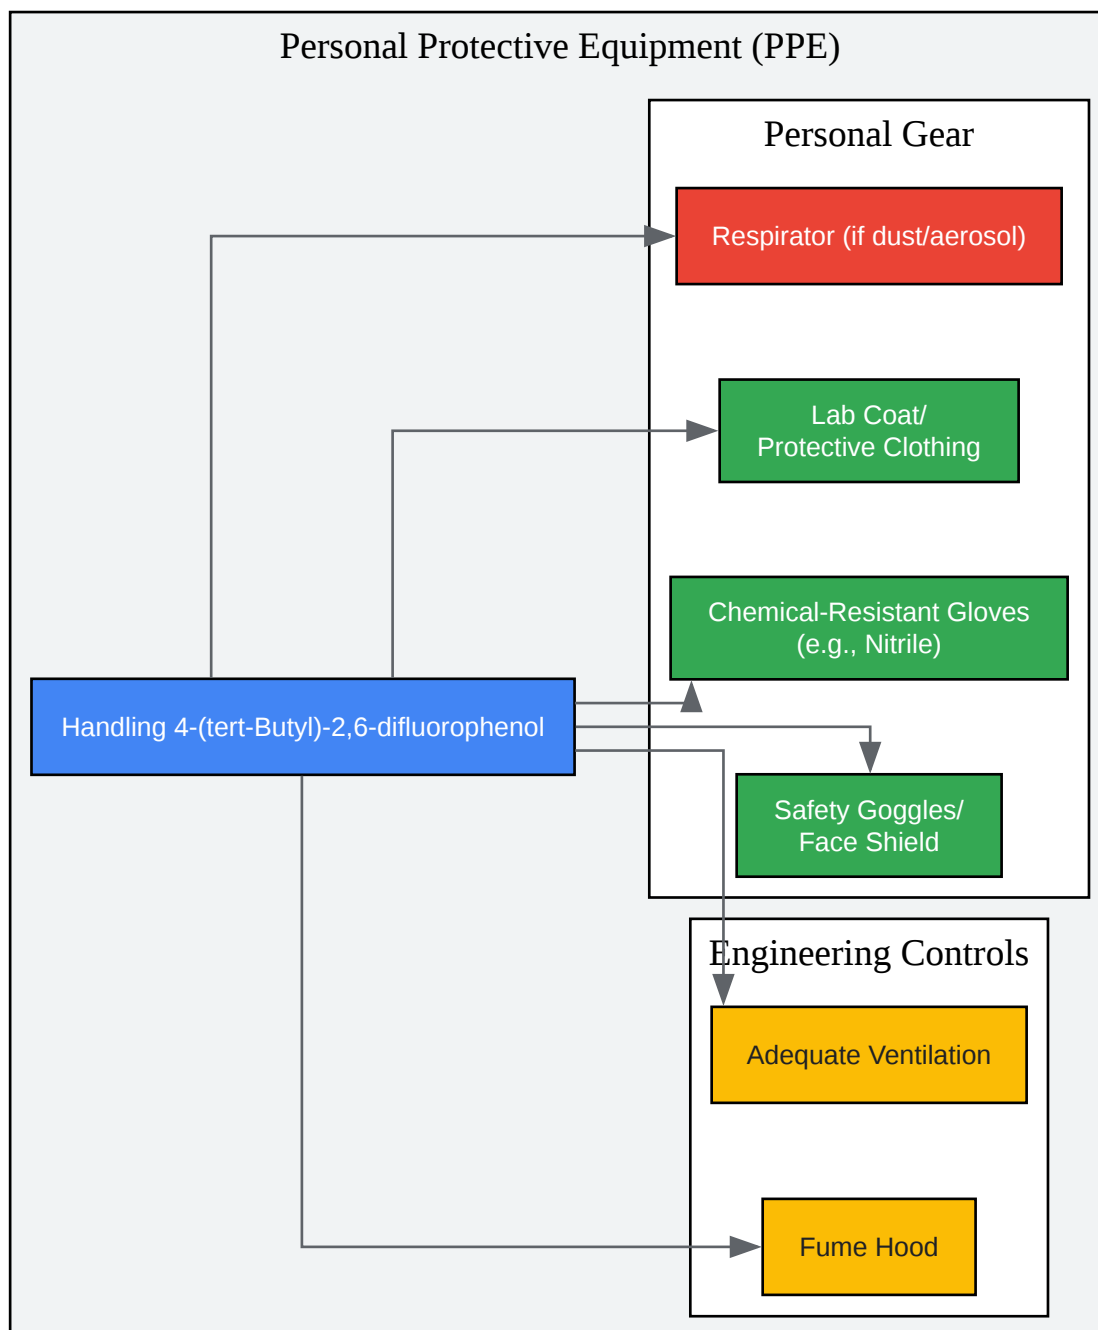 Personal Protective Equipment (PPE)
Personal Gear
Respirator (if dust/aerosol)
Lab Coat/
Protective Clothing
Chemical-Resistant Gloves
(e.g., Nitrile)
Handling 4-(tert-Butyl)-2,6-difluorophenol
Safety Goggles/
Face Shield
Engineering Controls
Adequate Ventilation
Fume Hood